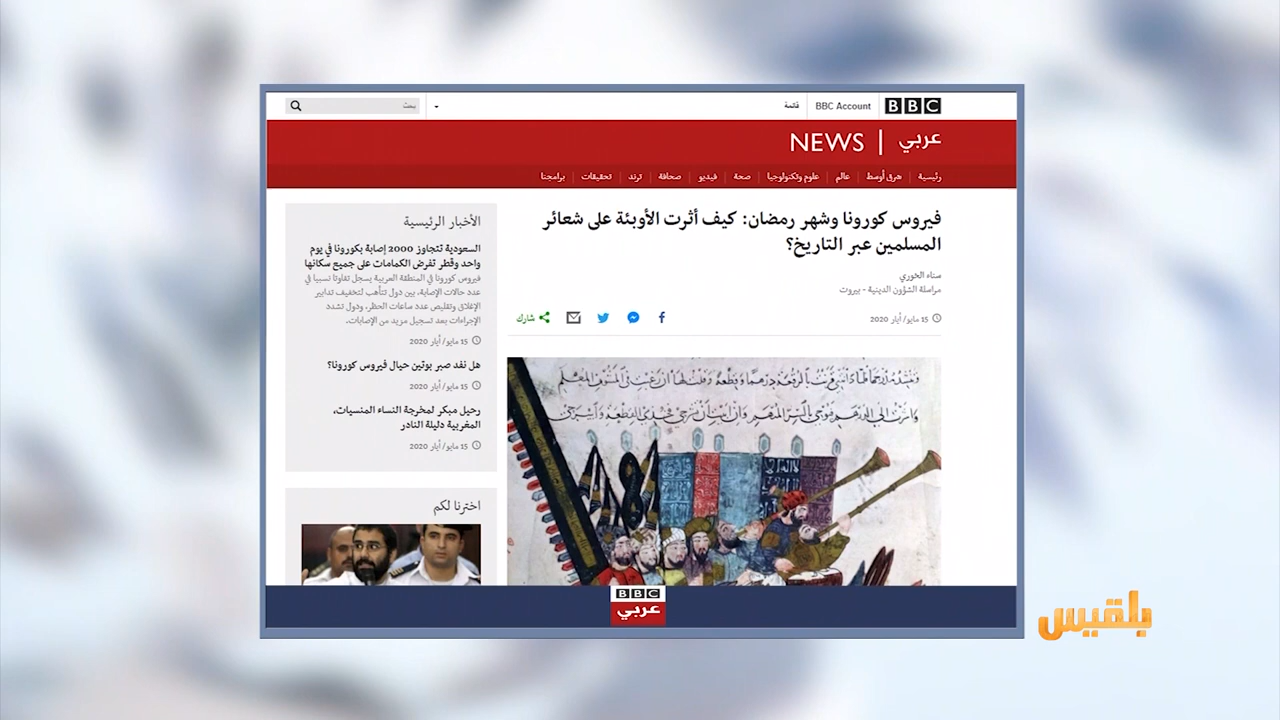 BBC
BBC Account
قائمة
بحث
عربي | NEWS
رئيسية | شرق أوسط | عالم | علوم وتكنولوجيا | صحة | فيديو | صحافة | ترند | تحقيقات | برامجنا
فيروس كورونا وشهر رمضان: كيف أثرت الأوبئة على شعائر
المسلمين عبر التاريخ؟
سناء الخوري
مراسلة الشؤون الدينية - بيروت
15 مايو/ أيار 2020
شارك
الأخبار الرئيسية
السعودية تتجاوز 2000 إصابة بكورونا في يوم
واحد وقطر تفرض الكمامات على جميع سكانها
فيروس كورونا في المنطقة العربية يسجل تفاوتا نسبيا في
عدد حالات الإصابة، بين دول تتأهب لتخفيف تدابير
الإغلاق وتقليص عدد ساعات الحظر، ودول تشدد
الإجراءات بعد تسجيل مزيد من الإصابات.
15 مايو/ أيار 2020
هل نفد صبر بوتين حيال فيروس كورونا؟
15 مايو/ أيار 2020
رحيل مبكر لمخرجة النساء المنسيات،
المغربية دليلة النادر
15 مايو/ أيار 2020
اخترنا لكم
BBC
عربي
بلقيس